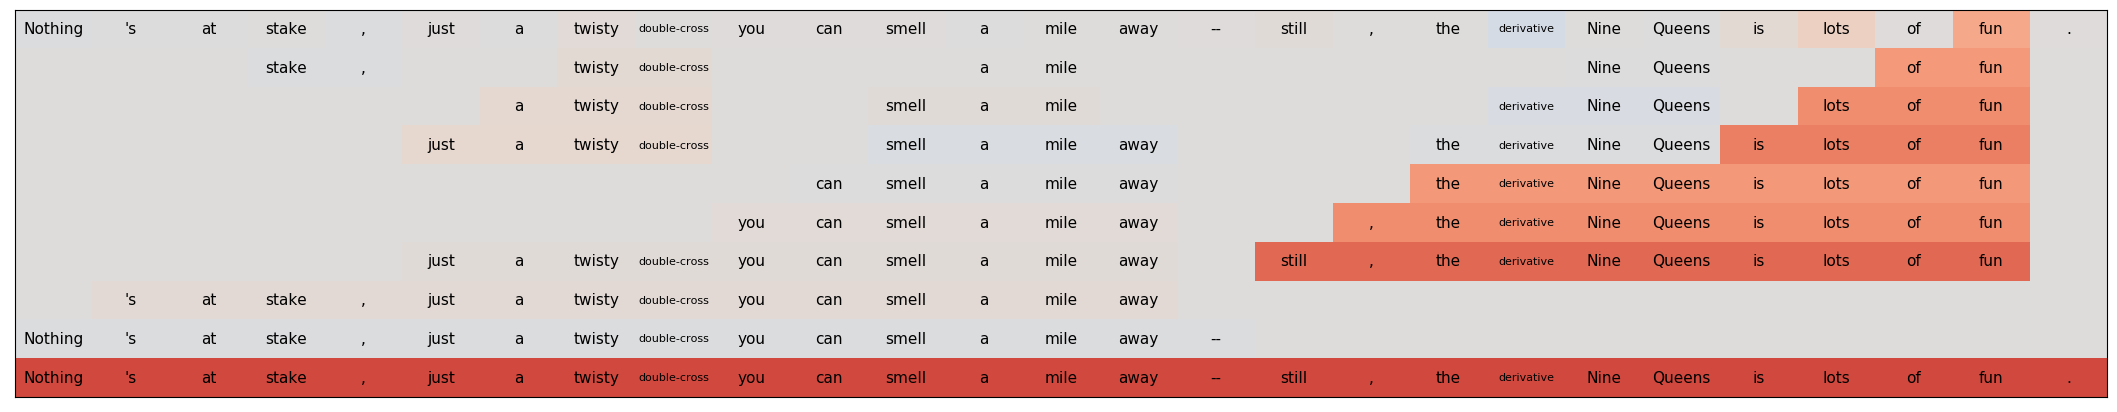 Nothing 's at stake , just a twisty double-cross you can smell a mile away -- still , the derivative Nine Queens is lots of fun .
stake , twisty double-cross a mile Nine Queens of fun
a twisty double-cross smell a mile derivative Nine Queens lots of fun
just a twisty double-cross smell a mile away the derivative Nine Queens is lots of fun
can smell a mile away the derivative Nine Queens is lots of fun
you can smell a mile away , the derivative Nine Queens is lots of fun
just a twisty double-cross you can smell a mile away still , the derivative Nine Queens is lots of fun
's at stake , just a twisty double-cross you can smell a mile away
Nothing 's at stake , just a twisty double-cross you can smell a mile away --
Nothing 's at stake , just a twisty double-cross you can smell a mile away -- still , the derivative Nine Queens is lots of fun .